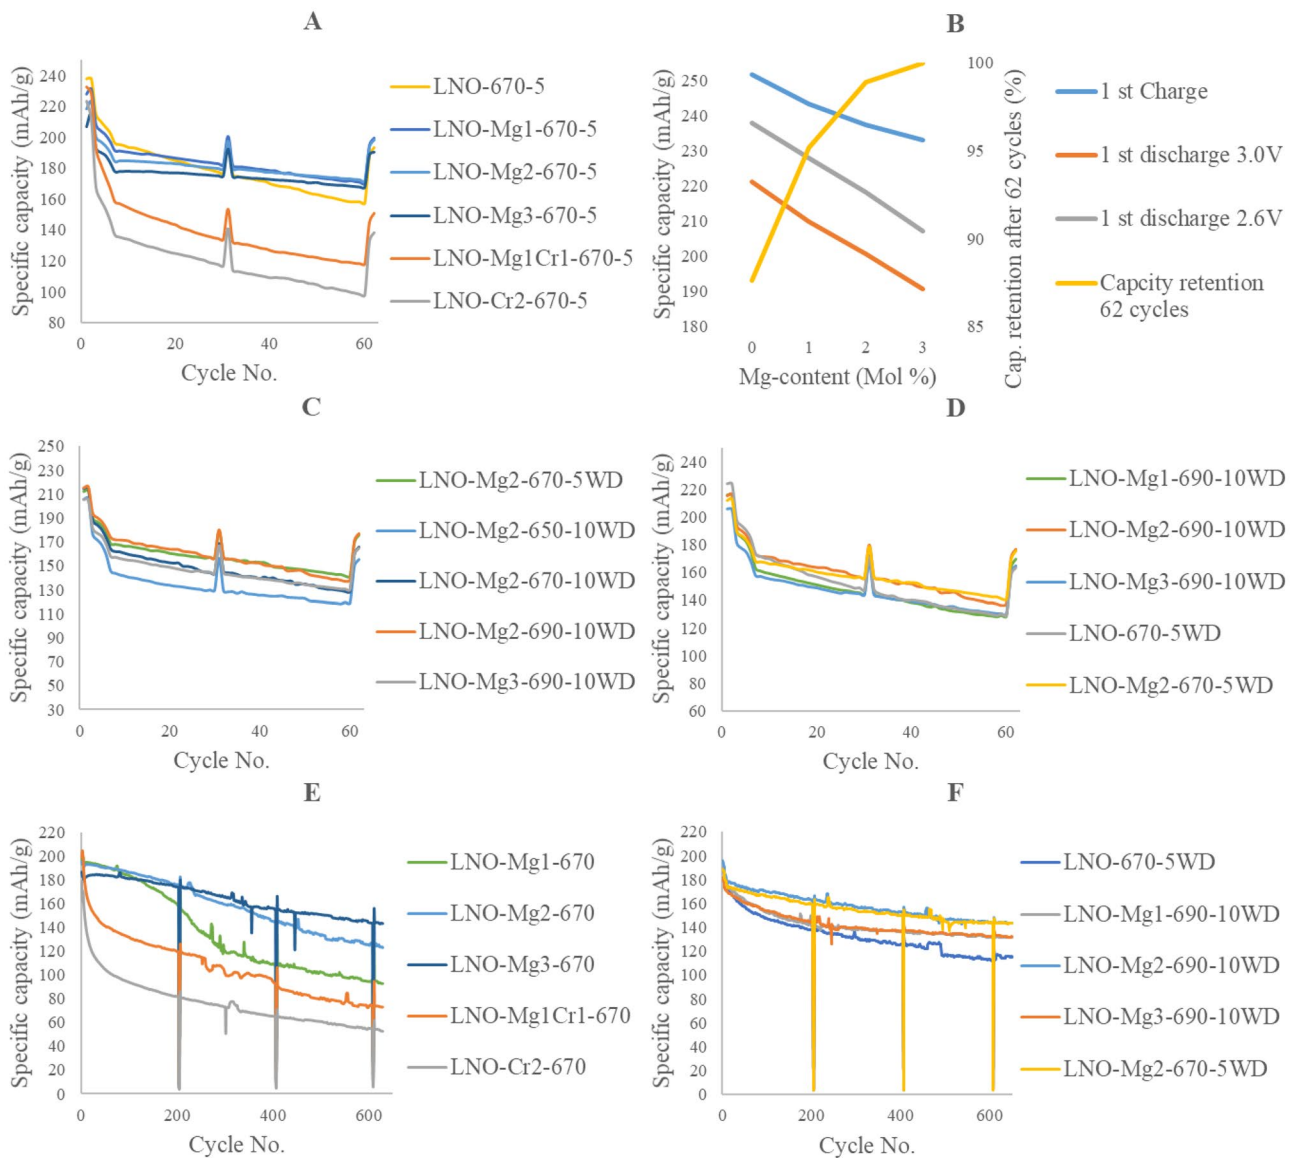 A
Specific capacity (mAh/g)
240
220
200
180
160
140
120
100
80
0
20
40
60
Cycle No.
LNO-670-5
LNO-Mg1-670-5
LNO-Mg2-670-5
LNO-Mg3-670-5
LNO-Mg1Cr1-670-5
LNO-Cr2-670-5
B
Specific capacity (mAh/g)
250
240
230
220
210
200
190
180
0
1
2
3
Mg-content (Mol %)
100
95
90
85
Cap. retention after 62 cycles (%)
1 st Charge
1 st discharge 3.0V
1 st discharge 2.6V
Capcity retention
62 cycles
C
Specific capacity (mAh/g)
250
230
210
190
170
150
130
110
90
70
50
30
0
20
40
60
Cycle No.
LNO-Mg2-670-5WD
LNO-Mg2-650-10WD
LNO-Mg2-670-10WD
LNO-Mg2-690-10WD
LNO-Mg3-690-10WD
D
Specific capacity (mAh/g)
240
220
200
180
160
140
120
100
80
60
0
20
40
60
Cycle No.
LNO-Mg1-690-10WD
LNO-Mg2-690-10WD
LNO-Mg3-690-10WD
LNO-670-5WD
LNO-Mg2-670-5WD
E
Specific capacity (mAh/g)
220
200
180
160
140
120
100
80
60
40
20
0
0
200
400
600
Cycle No.
LNO-Mg1-670
LNO-Mg2-670
LNO-Mg3-670
LNO-Mg1Cr1-670
LNO-Cr2-670
F
Specific capacity (mAh/g)
220
200
180
160
140
120
100
80
60
40
20
0
0
200
400
600
Cycle No.
LNO-670-5WD
LNO-Mg1-690-10WD
LNO-Mg2-690-10WD
LNO-Mg3-690-10WD
LNO-Mg2-670-5WD